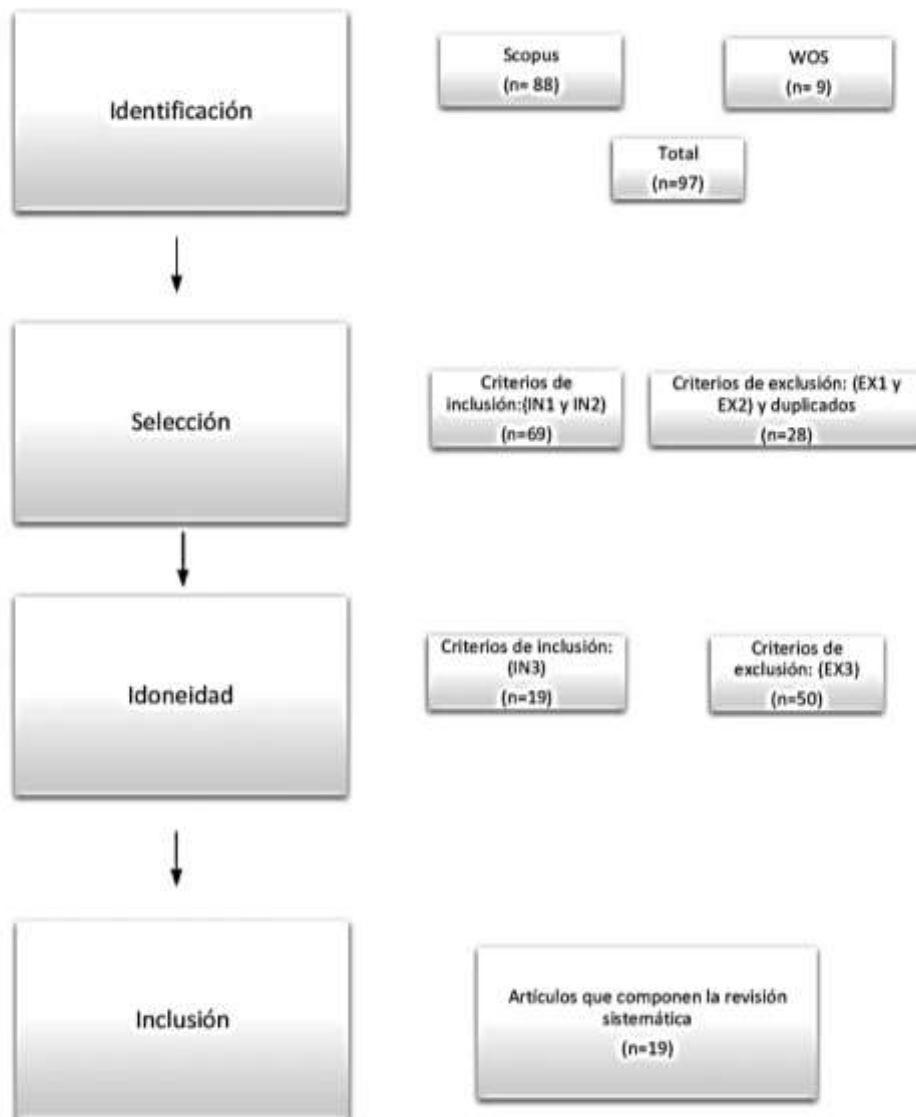 Identificación
Scopus
(n= 88)
WOS
(n= 9)
Total
(n=97)
Selección
Criterios de
inclusión:(IN1 y IN2)
(n=69)
Criterios de exclusión: (EX1 y
EX2) y duplicados
(n=28)
Idoneidad
Criterios de inclusión:
(IN3)
(n=19)
Criterios de
exclusión: (EX3)
(n=50)
Inclusión
Artículos que componen la revisión
sistemática
(n=19)